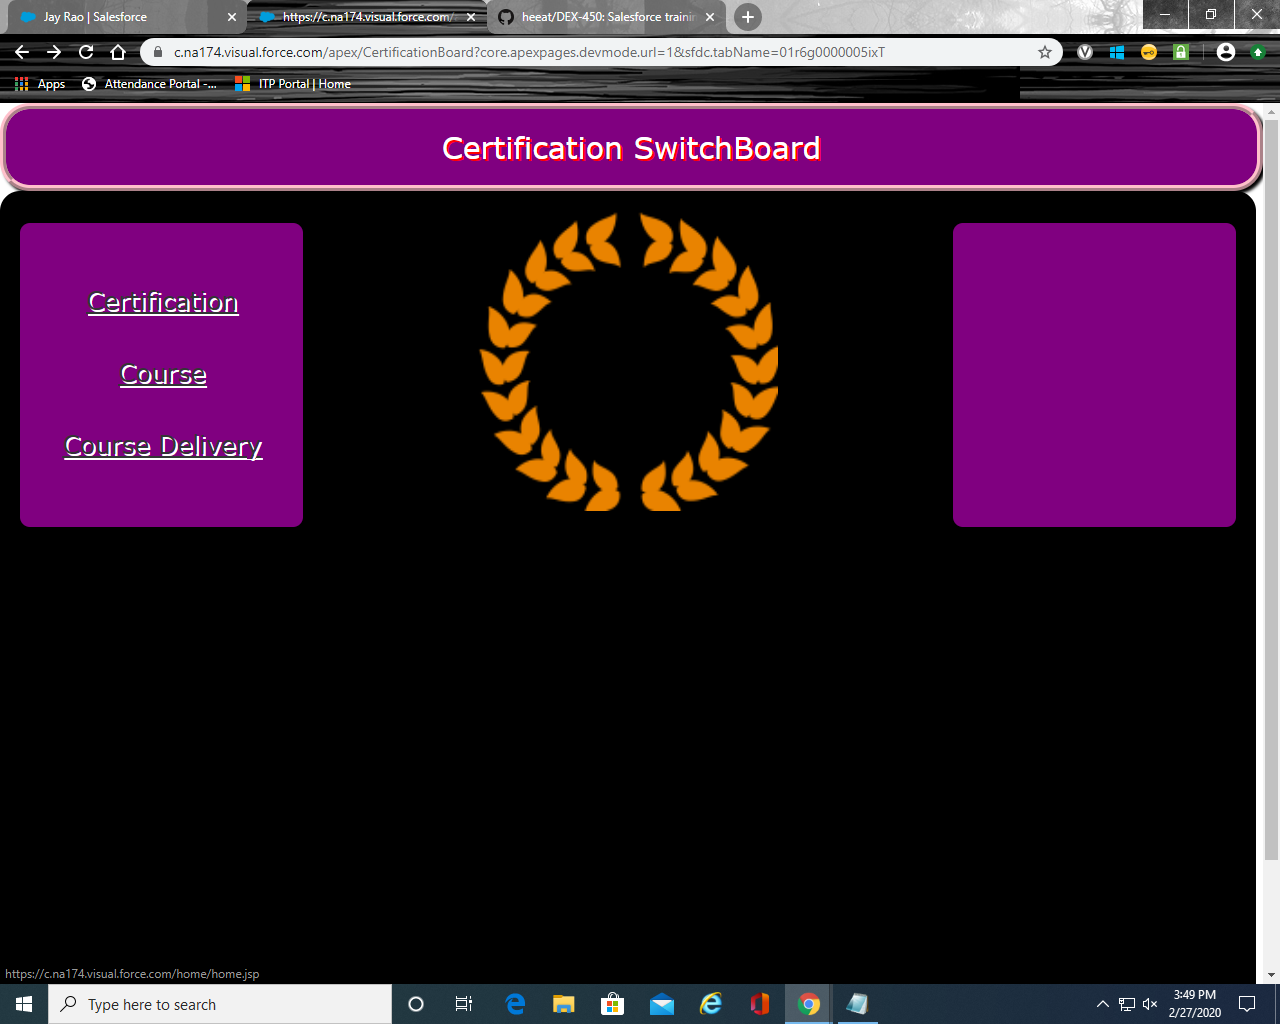 Jay Rao | Salesforce
https://c.na174.visual.force.com/
heeat/DEX-450: Salesforce trainin
c.na174.visual.force.com/apex/CertificationBoard?core.apexpages.devmode.url=1&sfdc.tabName=01r6g0000005ixT
Apps
Attendance Portal -...
ITP Portal | Home
Certification SwitchBoard
Certification
Course
Course Delivery
https://c.na174.visual.force.com/home/home.jsp
Type here to search
3:49 PM
2/27/2020